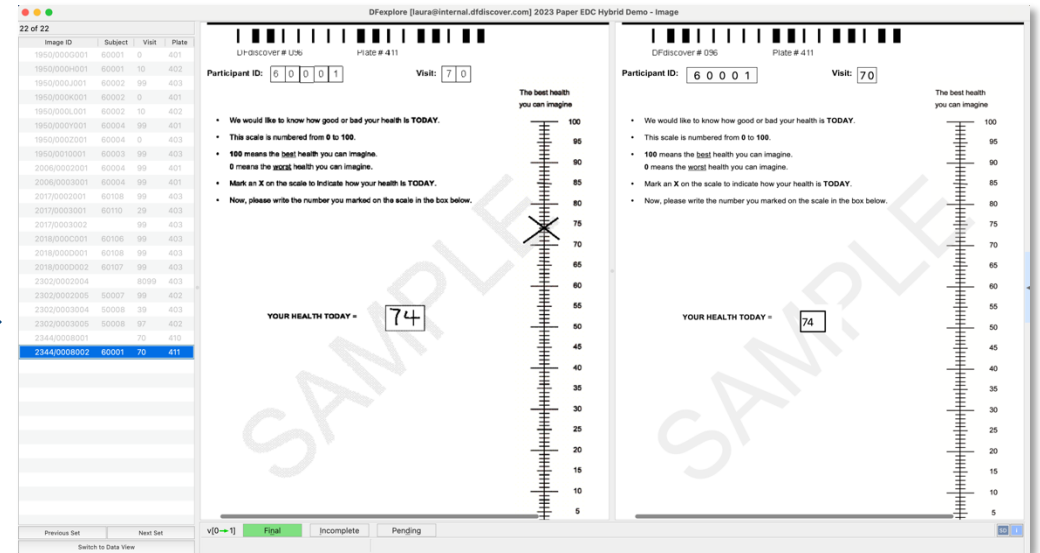 DFexplore [laura@internal.dfdiscover.com] 2023 Paper EDC Hybrid Demo - Image
22 of 22
Image ID Subject Visit Plate
1950/000G001 60001 0 401
1950/000H001 60001 10 402
1950/000J001 60002 99 403
1950/000K001 60002 0 401
1950/000L001 60002 10 402
1950/000Y001 60004 99 401
1950/000Z001 60004 0 403
1950/0010001 60003 99 403
2006/0002001 60004 99 401
2006/0003001 60004 99 401
2017/0002001 60108 99 403
2017/0003001 60110 29 403
2017/0003002 99 403
2018/000C001 60106 99 403
2018/000D001 60108 99 403
2018/000D002 60107 99 403
2302/0002004 8099 403
2302/0002005 50007 99 402
2302/0003004 50008 39 403
2302/0003005 50008 97 402
2344/0008001 70 410
2344/0008002 60001 70 411
Previous Set Next Set
Switch to Data View
DFdiscover # 096 Plate # 411
Participant ID: 6 0 0 0 1 Visit: 7 0
The best health
you can imagine
• We would like to know how good or bad your health is TODAY.
• This scale is numbered from 0 to 100.
• 100 means the best health you can imagine.
0 means the worst health you can imagine.
• Mark an X on the scale to indicate how your health is TODAY.
• Now, please write the number you marked on the scale in the box below.
YOUR HEALTH TODAY = 74
100
95
90
85
80
75
70
65
60
55
50
45
40
35
30
25
20
15
10
5
SAMPLE
DFdiscover # 096 Plate # 411
Participant ID: 6 0 0 0 1 Visit: 70
The best health
you can imagine
• We would like to know how good or bad your health is TODAY.
• This scale is numbered from 0 to 100.
• 100 means the best health you can imagine.
0 means the worst health you can imagine.
• Mark an X on the scale to indicate how your health is TODAY.
• Now, please write the number you marked on the scale in the box below.
YOUR HEALTH TODAY = 74
100
95
90
85
80
75
70
65
60
55
50
45
40
35
30
25
20
15
10
5
SAMPLE
v[0→1] Final Incomplete Pending